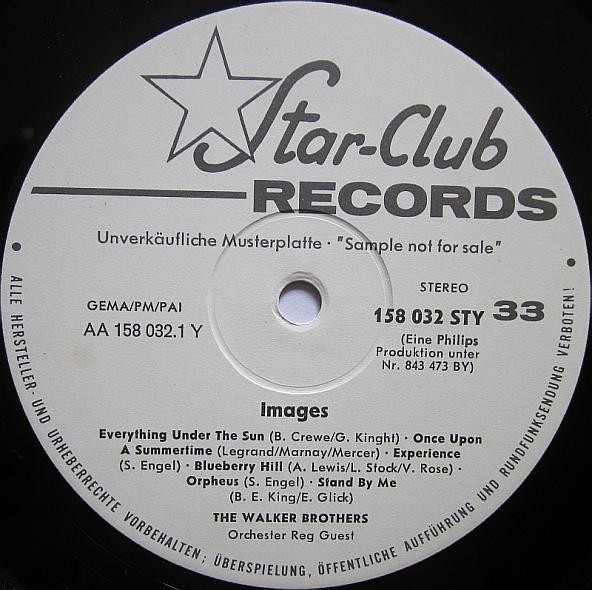 Star-Club
RECORDS
Unverkäufliche Musterplatte · "Sample not for sale"
STEREO
GEMA/PM/PAI
158 032 STY 33
AA 158 032.1 Y
(Eine Philips
Produktion unter
Nr. 843 473 BY)
Images
Everything Under The Sun (B. Crewe/G. Kinght) · Once Upon
A Summertime (Legrand/Marnay/Mercer) · Experience
(S. Engel) · Blueberry Hill (A. Lewis/L. Stock/V. Rose) ·
Orpheus (S. Engel) · Stand By Me
(B. E. King/E. Glick)
THE WALKER BROTHERS
Orchester Reg Guest
ALLE HERSTELLER- UND URHEBERRECHTE VORBEHALTEN; ÜBERSPIELUNG, ÖFFENTLICHE AUFFÜHRUNG UND RUNDFUNKSENDUNG VERBOTEN!